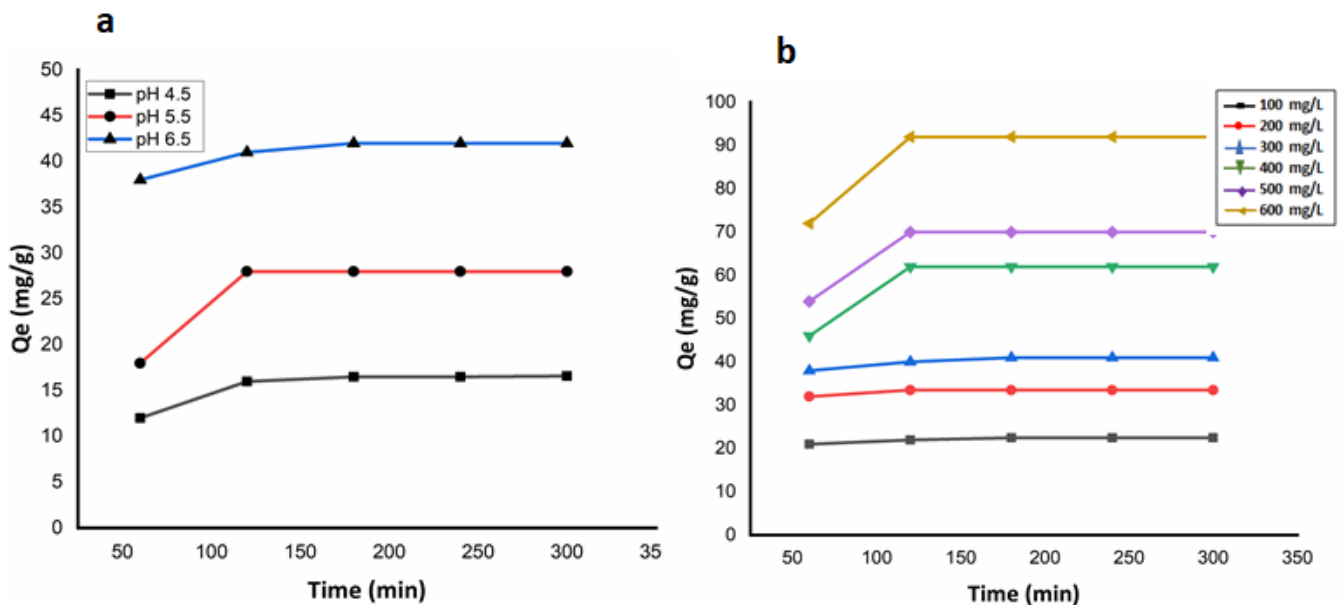 a
50
45
40
35
30
25
20
15
10
5
0
Qe (mg/g)
pH 4.5
pH 5.5
pH 6.5
50 100 150 200 250 300 35
Time (min)
b
100
90
80
70
60
50
40
30
20
10
0
Qe (mg/g)
100 mg/L
200 mg/L
300 mg/L
400 mg/L
500 mg/L
600 mg/L
50 100 150 200 250 300 350
Time (min)